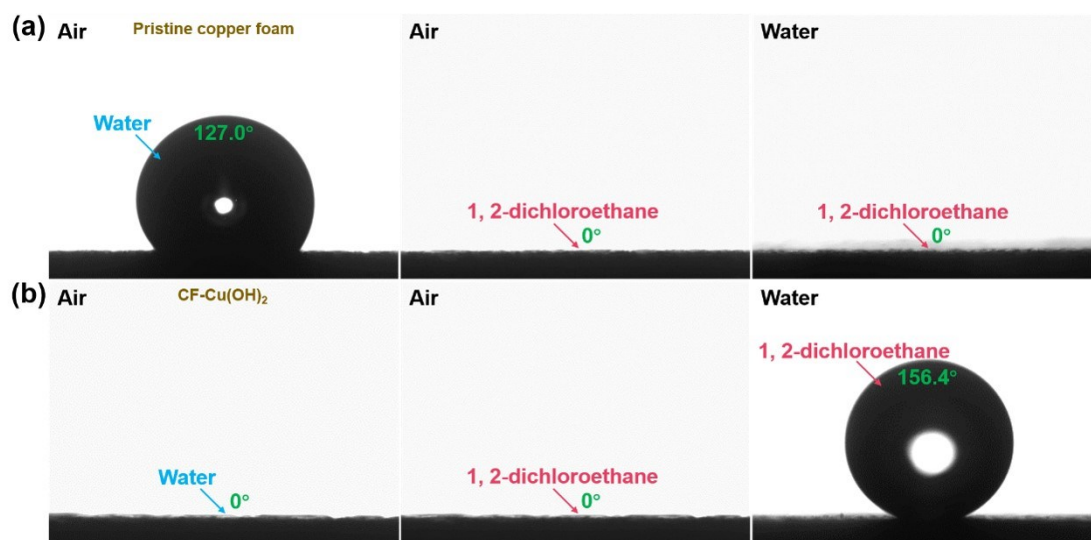 (a)
Air
Pristine copper foam
Water
127.0°
Air
1, 2-dichloroethane
0°
Water
1, 2-dichloroethane
0°
(b)
Air
CF-Cu(OH)₂
Water
0°
Air
1, 2-dichloroethane
0°
Water
1, 2-dichloroethane
156.4°